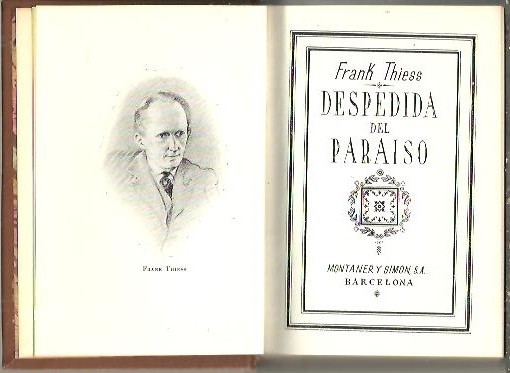 Frank Thiess
Frank Thiess
DESPEDIDA
DEL
PARAISO
MONTANER Y SIMON, S.A.
BARCELONA